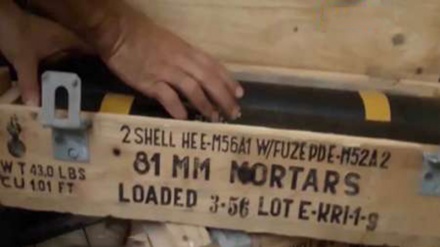 2 SHELL HE E-M56A1 W/FUZE PD E-M52A2
WT 43.0 LBS
CU 1.01 FT
81 MM MORTARS
LOADED 3-56 LOT E-KRI-1-9